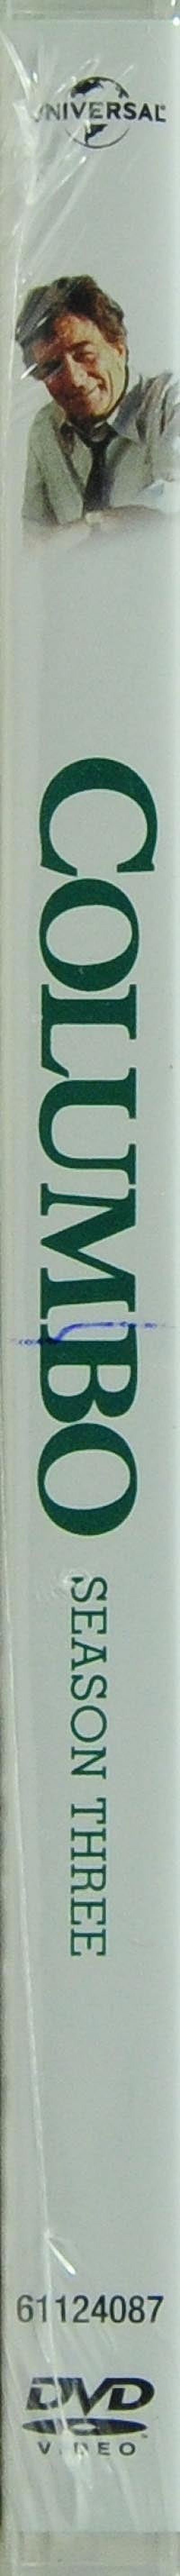 UNIVERSAL
COLUMBO
SEASON THREE
61124087
DVD
VIDEO